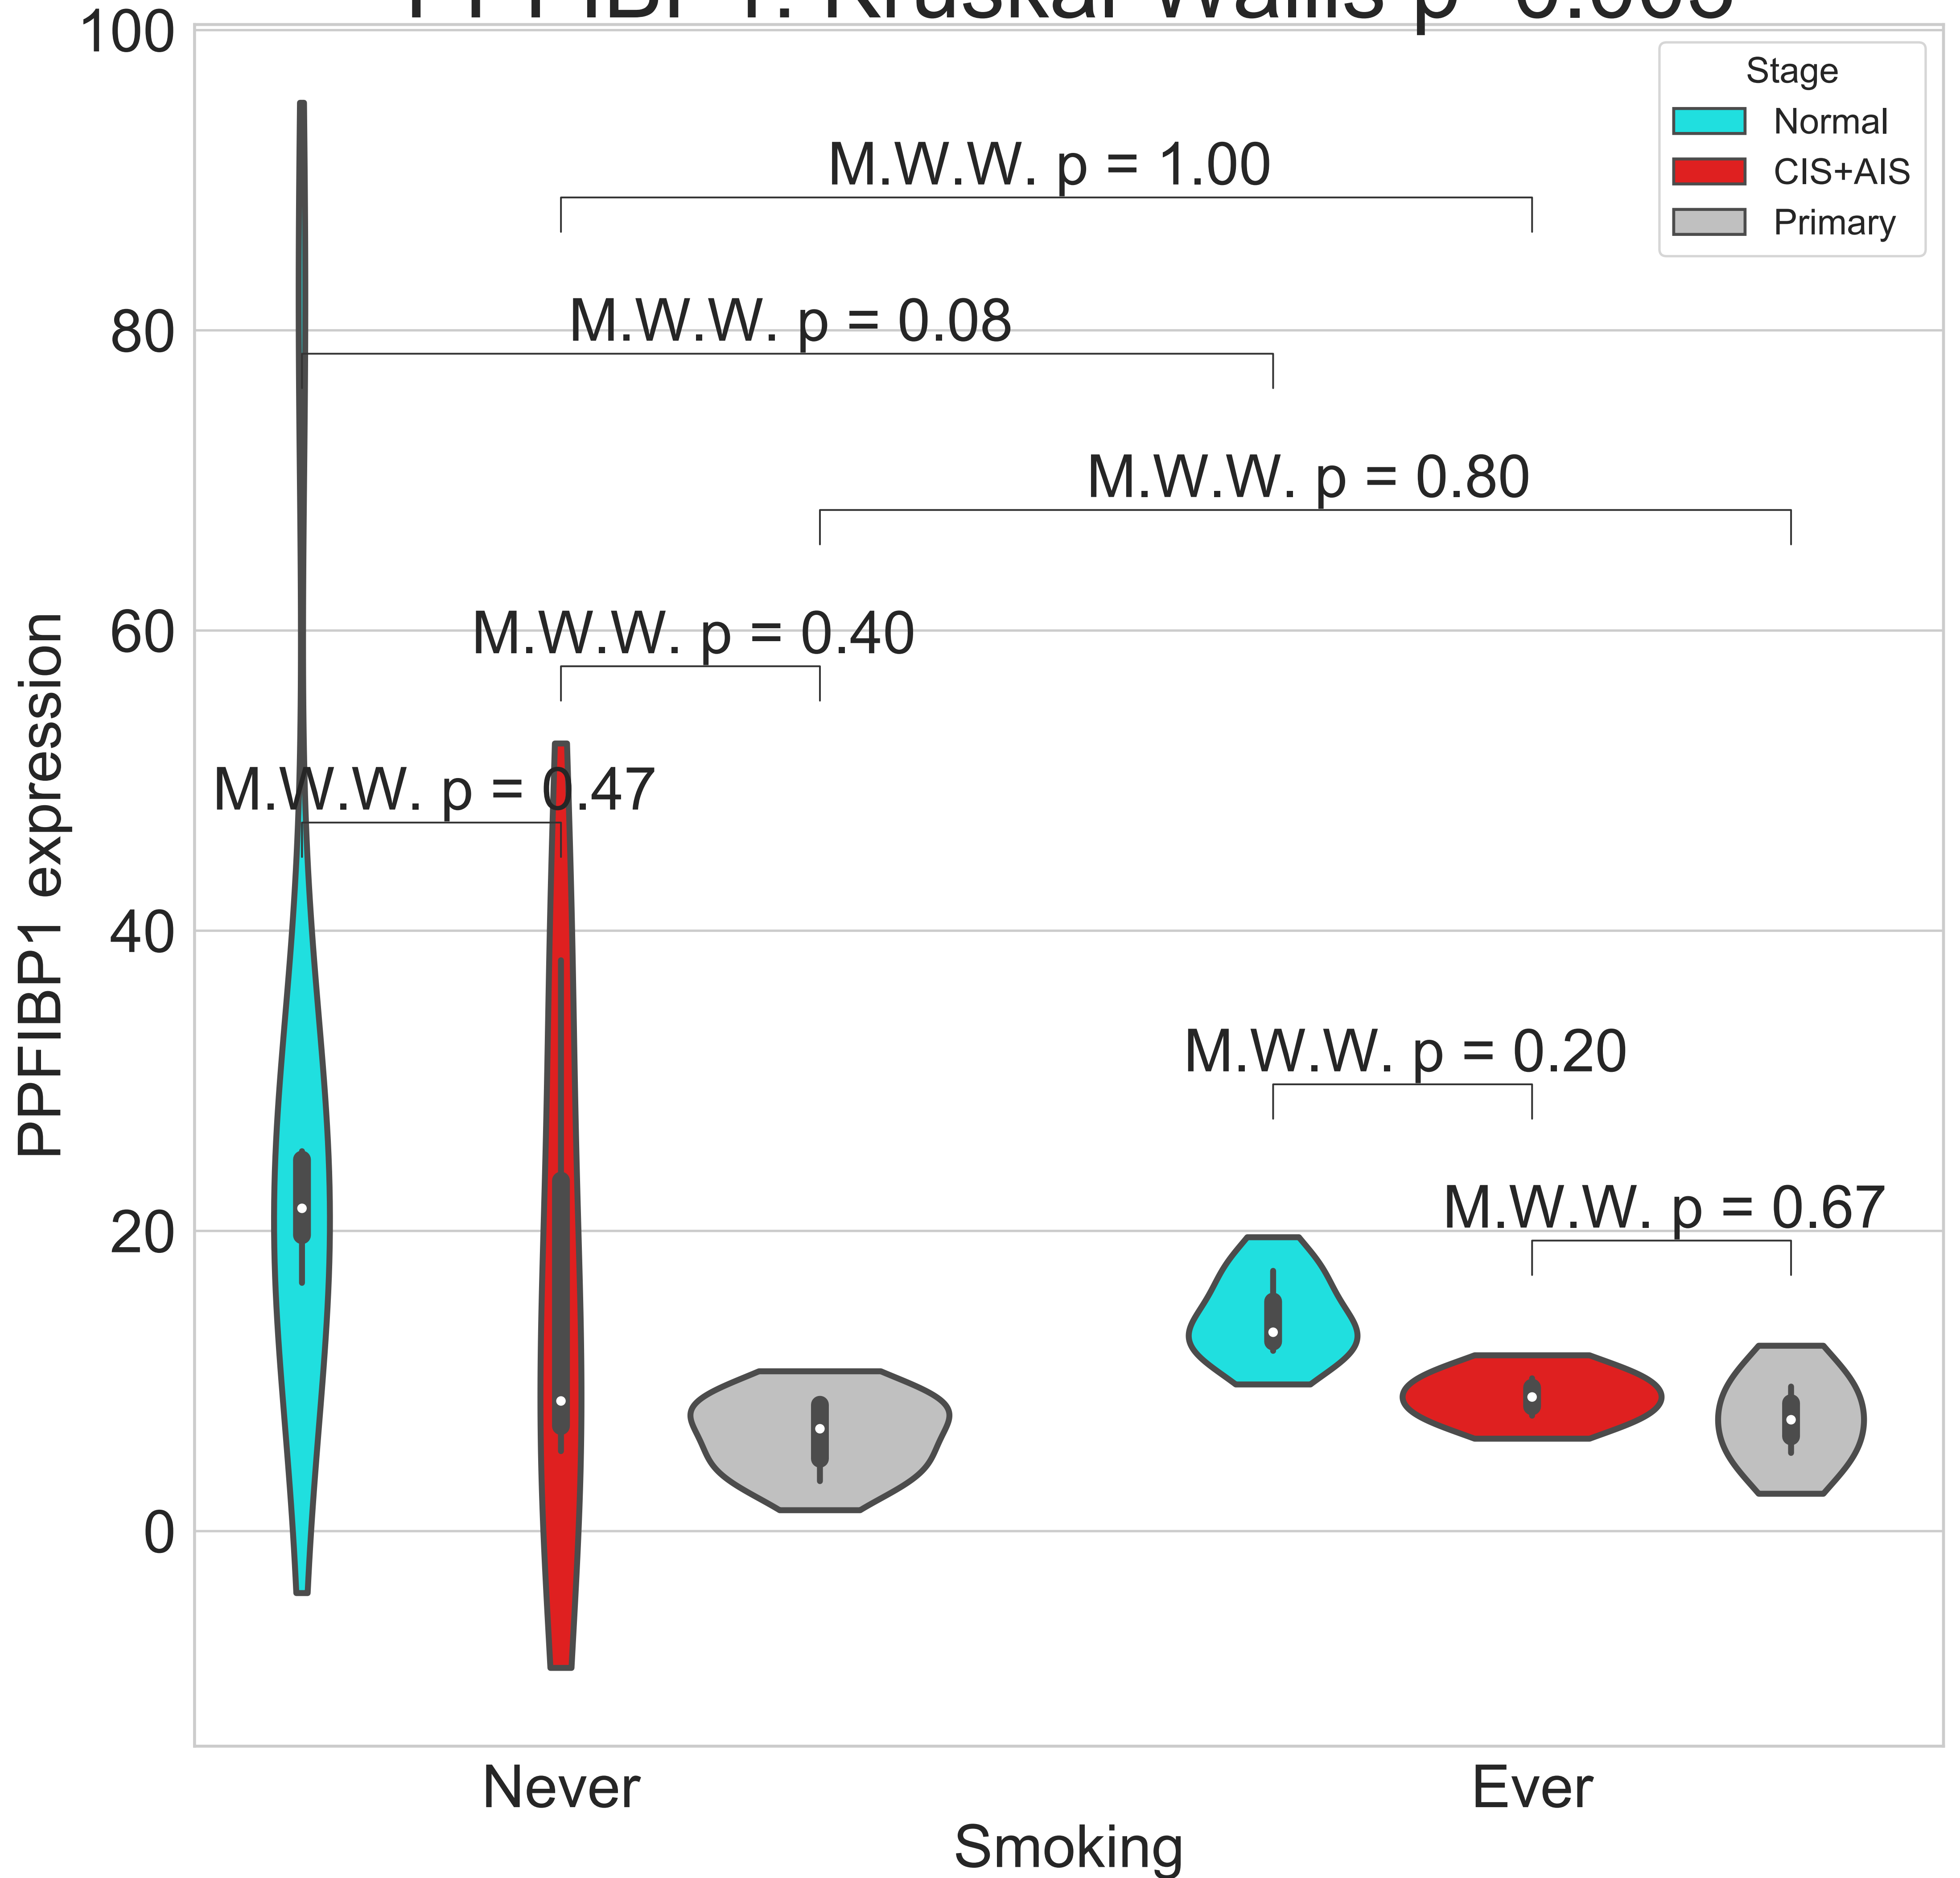 100
Stage
Normal
CIS+AIS
Primary
M.W.W. p = 1.00
M.W.W. p = 0.08
80
M.W.W. p = 0.80
M.W.W. p = 0.40
60
M.W.W. p = 0.47
PPFIBP1 expression
40
M.W.W. p = 0.20
M.W.W. p = 0.67
20
0
Never
Ever
Smoking